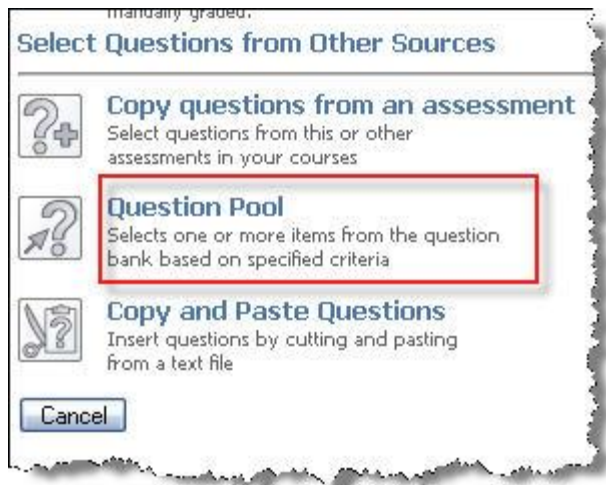 manually graded.
Select Questions from Other Sources
Copy questions from an assessment
Select questions from this or other
assessments in your courses
Question Pool
Selects one or more items from the question
bank based on specified criteria
Copy and Paste Questions
Insert questions by cutting and pasting
from a text file
Cancel